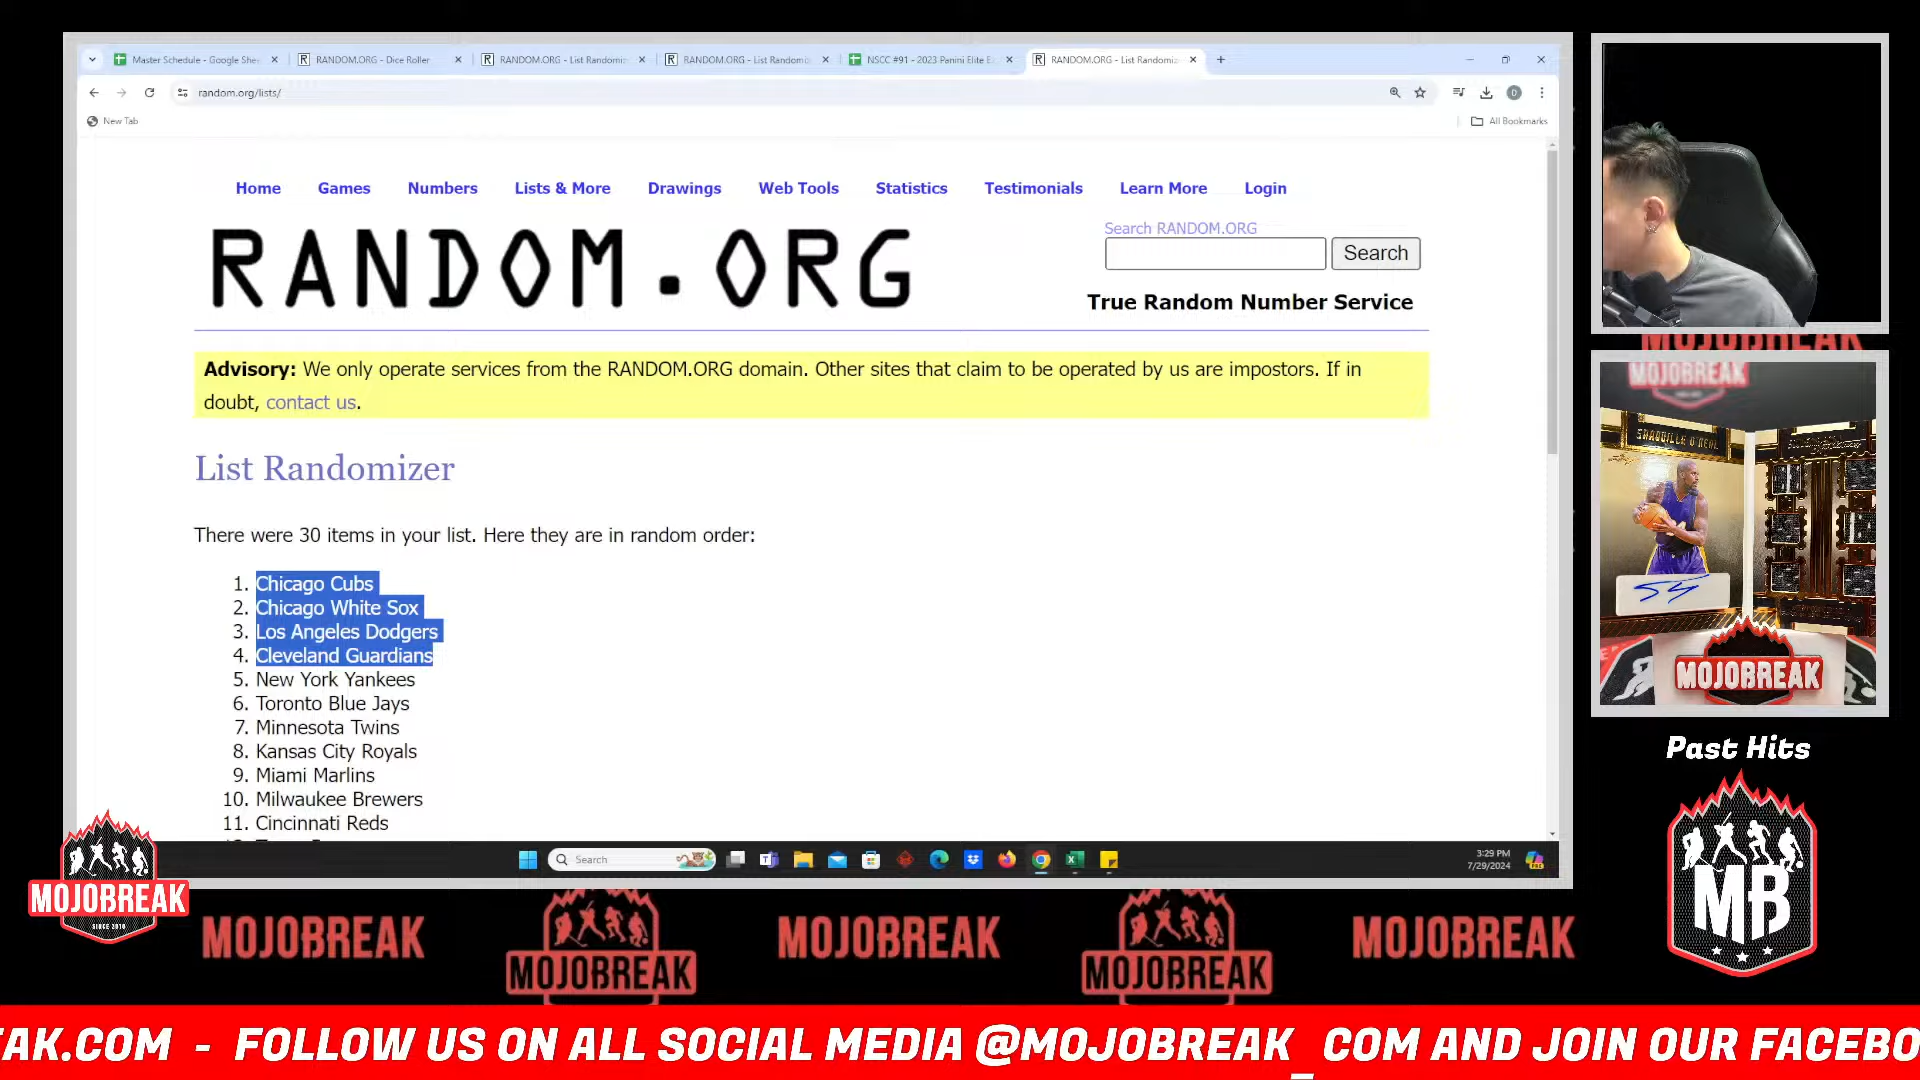 Master Schedule - Google She
RANDOM.ORG - Dice Roller
RANDOM.ORG - List Randomiz
RANDOM.ORG - List Randomiz
NSCC #91 - 2023 Panini Elite E
RANDOM.ORG - List Randomiz
random.org/lists/
D
New Tab
All Bookmarks
Home
Games
Numbers
Lists & More
Drawings
Web Tools
Statistics
Testimonials
Learn More
Login
RANDOM.ORG
Search RANDOM.ORG
Search
True Random Number Service
Advisory: We only operate services from the RANDOM.ORG domain. Other sites that claim to be operated by us are impostors. If in
doubt, contact us.
List Randomizer
There were 30 items in your list. Here they are in random order:
1. Chicago Cubs
2. Chicago White Sox
3. Los Angeles Dodgers
4. Cleveland Guardians
5. New York Yankees
6. Toronto Blue Jays
7. Minnesota Twins
8. Kansas City Royals
9. Miami Marlins
10. Milwaukee Brewers
11. Cincinnati Reds
Search
3:29 PM
7/29/2024
MOJOBREAK
MOJOBREAK
SHAQUILLE O'NEAL
MOJOBREAK
Past Hits
MB
MOJOBREAK
SINCE 2010
MOJOBREAK
MOJOBREAK
MOJOBREAK
MOJOBREAK
MOJOBREAK
EAK.COM - FOLLOW US ON ALL SOCIAL MEDIA @MOJOBREAK_COM AND JOIN OUR FACEBO